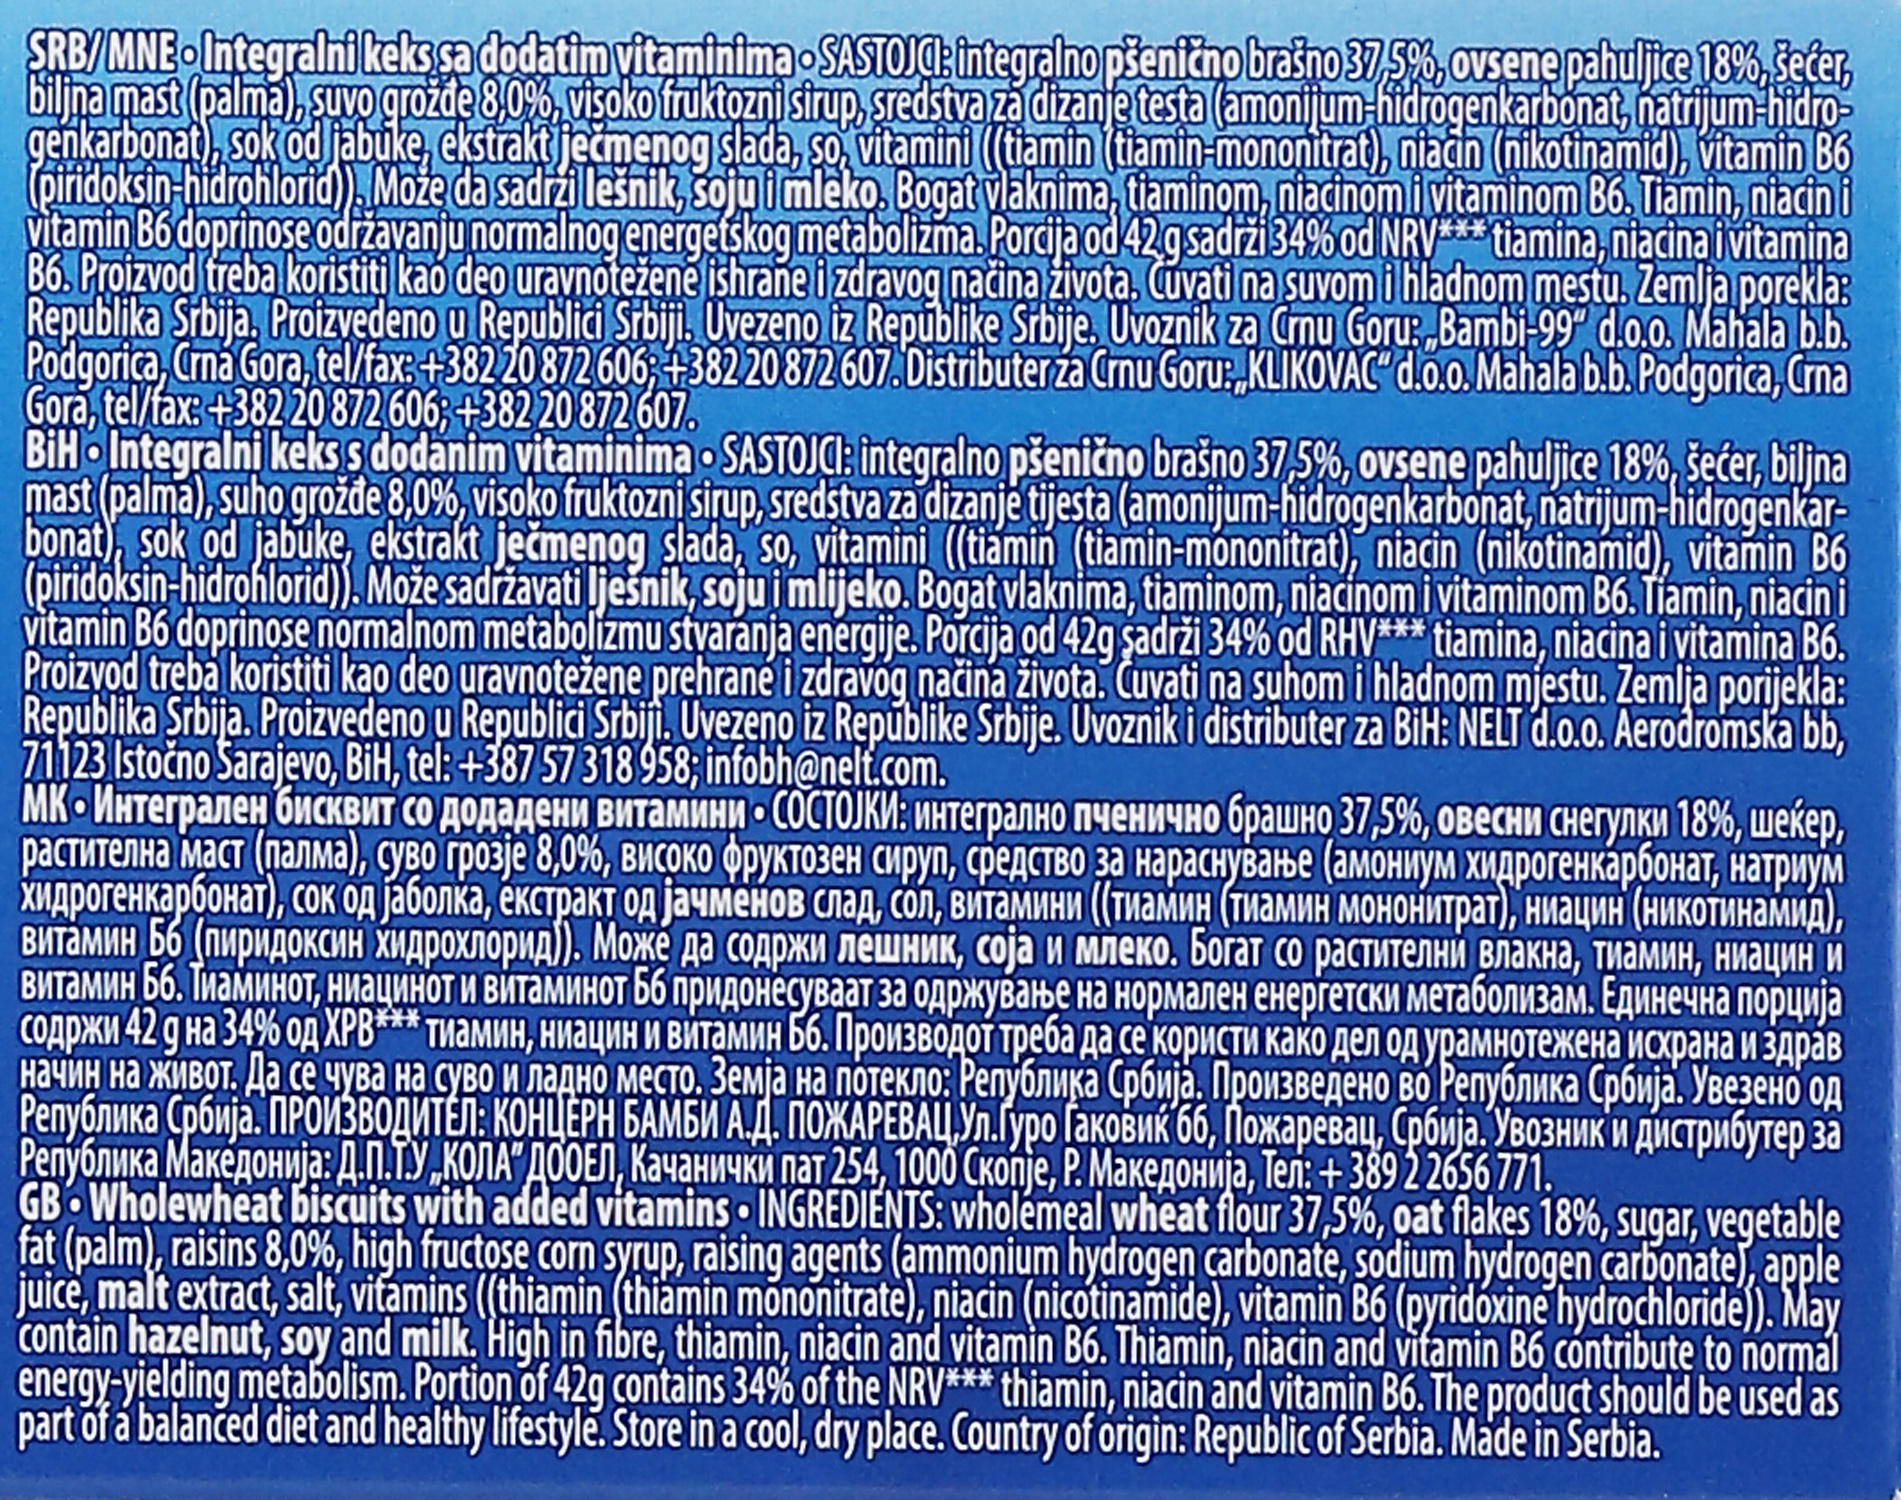 SRB/MNE • Integralni keks sa dodatim vitaminima • SASTOJCI: integralno pšenično brašno 37,5%, ovsene pahuljice 18%, šećer,
biljna mast (palma), suvo grožđe 8,0%, visoko fruktozni sirup, sredstva za dizanje testa (amonijum-hidrogenkarbonat, natrijum-hidro-
genkarbonat), sok od jabuke, ekstrakt ječmenog slada, so, vitamini ((tiamin (tiamin-mononitrat), niacin (nikotinamid), vitamin B6
(piridoksin-hidrohlorid)). Može da sadrži lešnik, soju i mleko. Bogat vlaknima, tiaminom, niacinom i vitaminom B6. Tiamin, niacin i
vitamin B6 doprinose održavanju normalnog energetskog metabolizma. Porcija od 42g sadrži 34% od NRV*** tiamina, niacina i vitamina
B6. Proizvod treba koristiti kao deo uravnotežene ishrane i zdravog načina života. Čuvati na suvom i hladnom mestu. Zemlja porekla:
Republika Srbija. Proizvedeno u Republici Srbiji. Uvezeno iz Republike Srbije. Uvoznik za Crnu Goru: „Bambi-99“ d.o.o. Mahala b.b.
Podgorica, Crna Gora, tel/fax: +382 20 872 606; +382 20 872 607. Distributer za Crnu Goru: „KLIKOVAC“ d.o.o. Mahala b.b. Podgorica, Crna
Gora, tel/fax: +382 20 872 606; +382 20 872 607.
BiH • Integralni keks s dodanim vitaminima • SASTOJCI: integralno pšenično brašno 37,5%, ovsene pahuljice 18%, šećer, biljna
mast (palma), suho grožđe 8,0%, visoko fruktozni sirup, sredstva za dizanje tijesta (amonijum-hidrogenkarbonat, natrijum-hidrogenkar-
bonat), sok od jabuke, ekstrakt ječmenog slada, so, vitamini ((tiamin (tiamin-mononitrat), niacin (nikotinamid), vitamin B6
(piridoksin-hidrohlorid)). Može sadržavati lješnik, soju i mlijeko. Bogat vlaknima, tiaminom, niacinom i vitaminom B6. Tiamin, niacin i
vitamin B6 doprinose normalnom metabolizmu stvaranja energije. Porcija od 42g sadrži 34% od RHV*** tiamina, niacina i vitamina B6.
Proizvod treba koristiti kao deo uravnotežene prehrane i zdravog načina života. Čuvati na suhom i hladnom mjestu. Zemlja porijekla:
Republika Srbija. Proizvedeno u Republici Srbiji. Uvezeno iz Republike Srbije. Uvoznik i distributer za BiH: NELT d.o.o. Aerodromska bb,
71123 Istočno Sarajevo, BiH, tel: +387 57 318 958; infobh@nelt.com.
МК • Интегрален бисквит со додадени витамини • СОСТОЈКИ: интегрално пченично брашно 37,5%, овесни снегулки 18%, шеќер,
растителна маст (палма), суво грозје 8,0%, високо фруктозен сируп, средство за нараснување (амониум хидрогенкарбонат, натриум
хидрогенкарбонат), сок од јаболка, екстракт од јачменов слад, сол, витамини ((тиамин (тиамин мононитрат), ниацин (никотинамид),
витамин Б6 (пиридоксин хидрохлорид)). Може да содржи лешник, соја и млеко. Богат со растителни влакна, тиамин, ниацин и
витамин Б6. Тиаминот, ниацинот и витаминот Б6 придонесуваат за одржување на нормален енергетски метаболизам. Единечна порција
содржи 42 g на 34% од ХРВ*** тиамин, ниацин и витамин Б6. Производот треба да се користи како дел од урамнотежена исхрана и здрав
начин на живот. Да се чува на суво и ладно место. Земја на потекло: Република Србија. Произведено во Република Србија. Увезено од
Република Србија. ПРОИЗВОДИТЕЛ: КОНЦЕРН БАМБИ А.Д. ПОЖАРЕВАЦ,Ул.Ѓуро Ѓаковиќ бб, Пожаревац, Србија. Увозник и дистрибутер за
Република Македонија: Д.П.Т.У „КОЛА“ ДООЕЛ, Качанички пат 254, 1000 Скопје, Р. Македонија, Тел: + 389 2 2656 771.
GB • Wholewheat biscuits with added vitamins • INGREDIENTS: wholemeal wheat flour 37,5%, oat flakes 18%, sugar, vegetable
fat (palm), raisins 8,0%, high fructose corn syrup, raising agents (ammonium hydrogen carbonate, sodium hydrogen carbonate), apple
juice, malt extract, salt, vitamins ((thiamin (thiamin mononitrate), niacin (nicotinamide), vitamin B6 (pyridoxine hydrochloride)). May
contain hazelnut, soy and milk. High in fibre, thiamin, niacin and vitamin B6. Thiamin, niacin and vitamin B6 contribute to normal
energy-yielding metabolism. Portion of 42g contains 34% of the NRV*** thiamin, niacin and vitamin B6. The product should be used as
part of a balanced diet and healthy lifestyle. Store in a cool, dry place. Country of origin: Republic of Serbia. Made in Serbia.